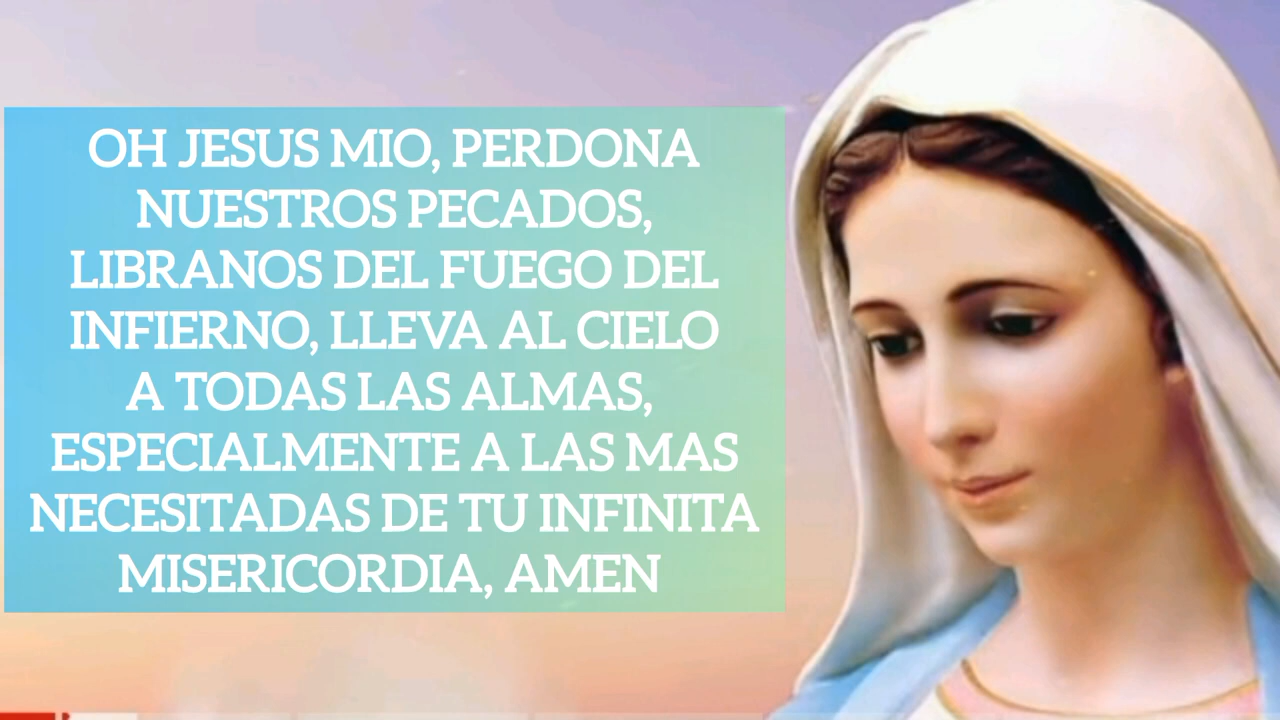 OH JESUS MIO, PERDONA
NUESTROS PECADOS,
LIBRANOS DEL FUEGO DEL
INFIERNO, LLEVA AL CIELO
A TODAS LAS ALMAS,
ESPECIALMENTE A LAS MAS
NECESITADAS DE TU INFINITA
MISERICORDIA, AMEN